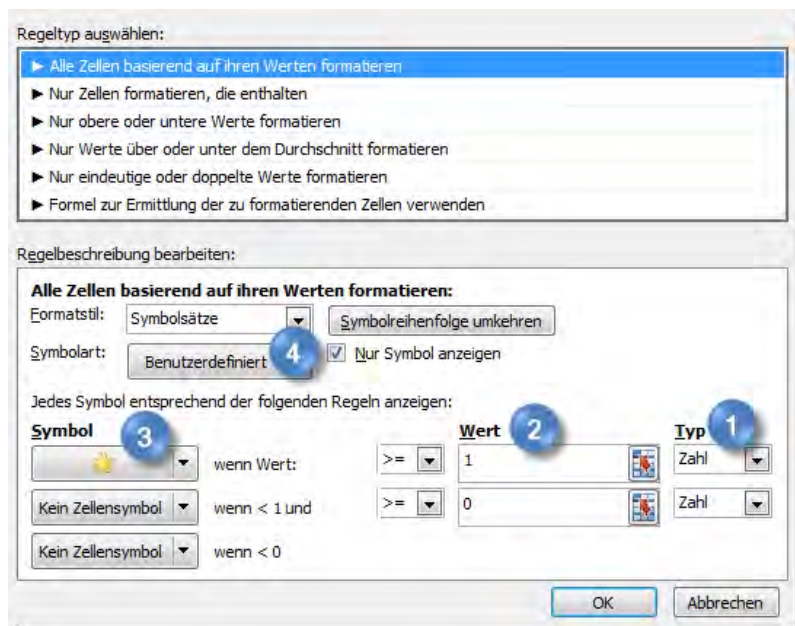 Regeltyp auswählen:
► Alle Zellen basierend auf ihren Werten formatieren
► Nur Zellen formatieren, die enthalten
► Nur obere oder untere Werte formatieren
► Nur Werte über oder unter dem Durchschnitt formatieren
► Nur eindeutige oder doppelte Werte formatieren
► Formel zur Ermittlung der zu formatierenden Zellen verwenden
Regelbeschreibung bearbeiten:
Alle Zellen basierend auf ihren Werten formatieren:
Formatstil: Symbolsätze Symbolreihenfolge umkehren
Symbolart: Benutzerdefiniert 4 Nur Symbol anzeigen
Jedes Symbol entsprechend der folgenden Regeln anzeigen:
Symbol 3 Wert 2 Typ 1
wenn Wert: >= 1 Zahl
Kein Zellensymbol wenn < 1 und >= 0 Zahl
Kein Zellensymbol wenn < 0
OK Abbrechen